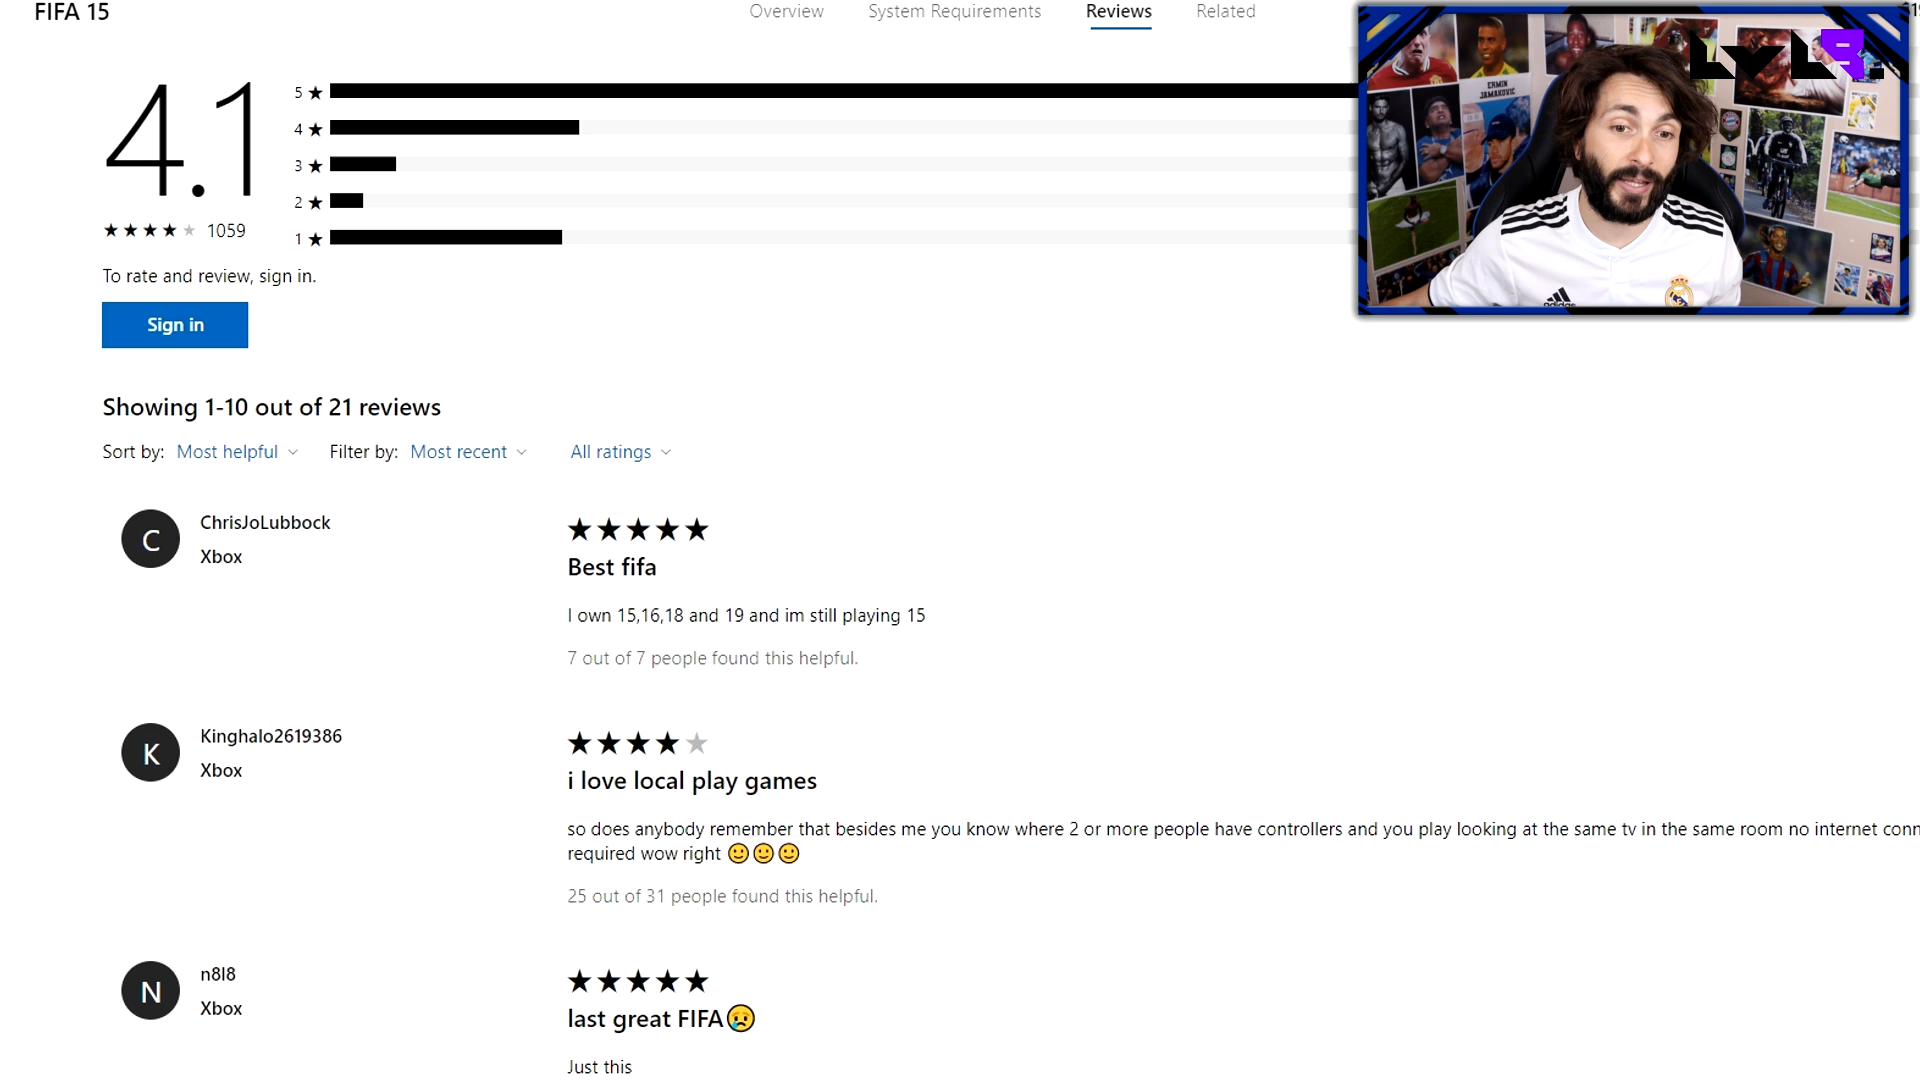 FIFA 15
Overview
System Requirements
Reviews
Related
4.1
1059
5
4
3
2
1
To rate and review, sign in.
Sign in
Showing 1-10 out of 21 reviews
Sort by: Most helpful Filter by: Most recent All ratings
C
ChrisJoLubbock
Xbox
Best fifa
I own 15,16,18 and 19 and im still playing 15
7 out of 7 people found this helpful.
K
Kinghalo2619386
Xbox
i love local play games
so does anybody remember that besides me you know where 2 or more people have controllers and you play looking at the same tv in the same room no internet conn
required wow right 🙂🙂🙂
25 out of 31 people found this helpful.
N
n8l8
Xbox
last great FIFA😢
Just this
ERMIN
JAMAKOVIC
adidas